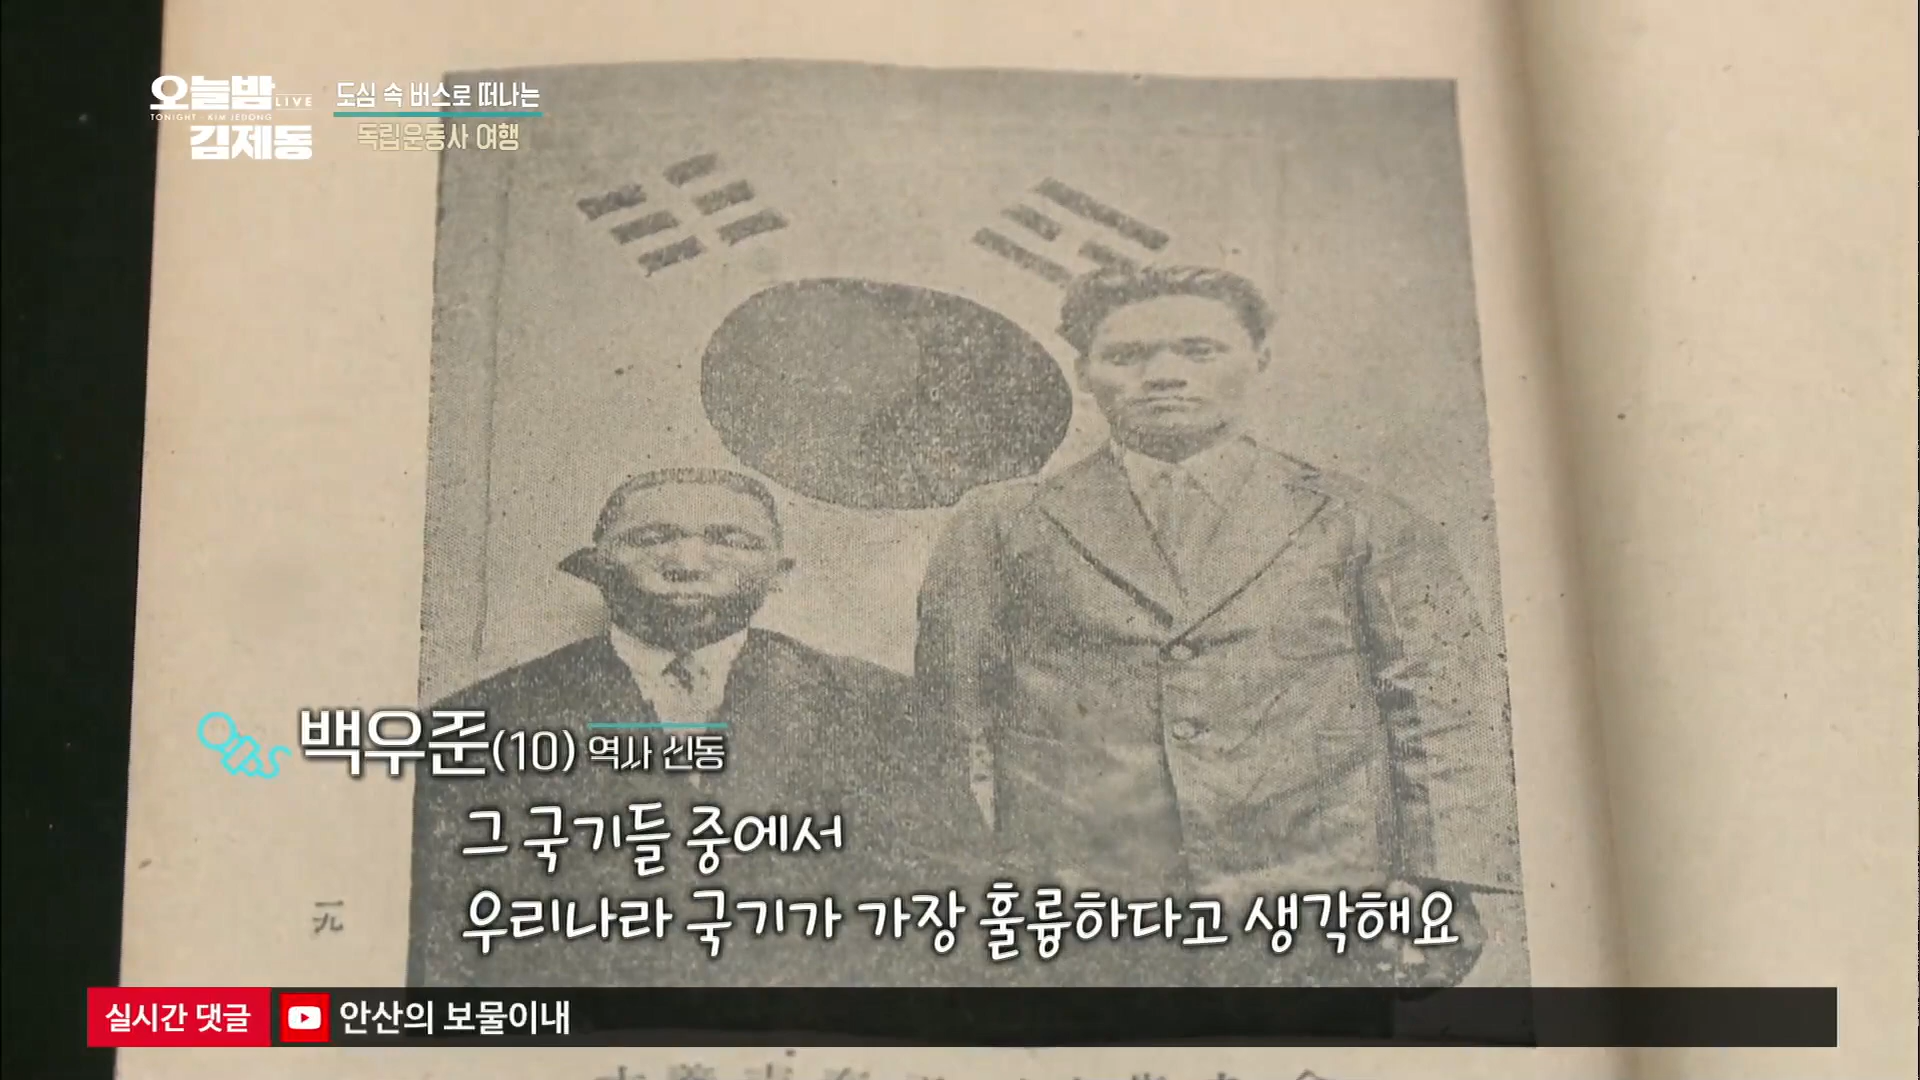 오늘밤 LIVE
TONIGHT · KIM JEDONG
김제동
도심 속 버스로 떠나는
독립운동사 여행
백우준(10) 역사 신동
그 국기들 중에서
우리나라 국기가 가장 훌륭하다고 생각해요
一九
실시간 댓글 안산의 보물이내